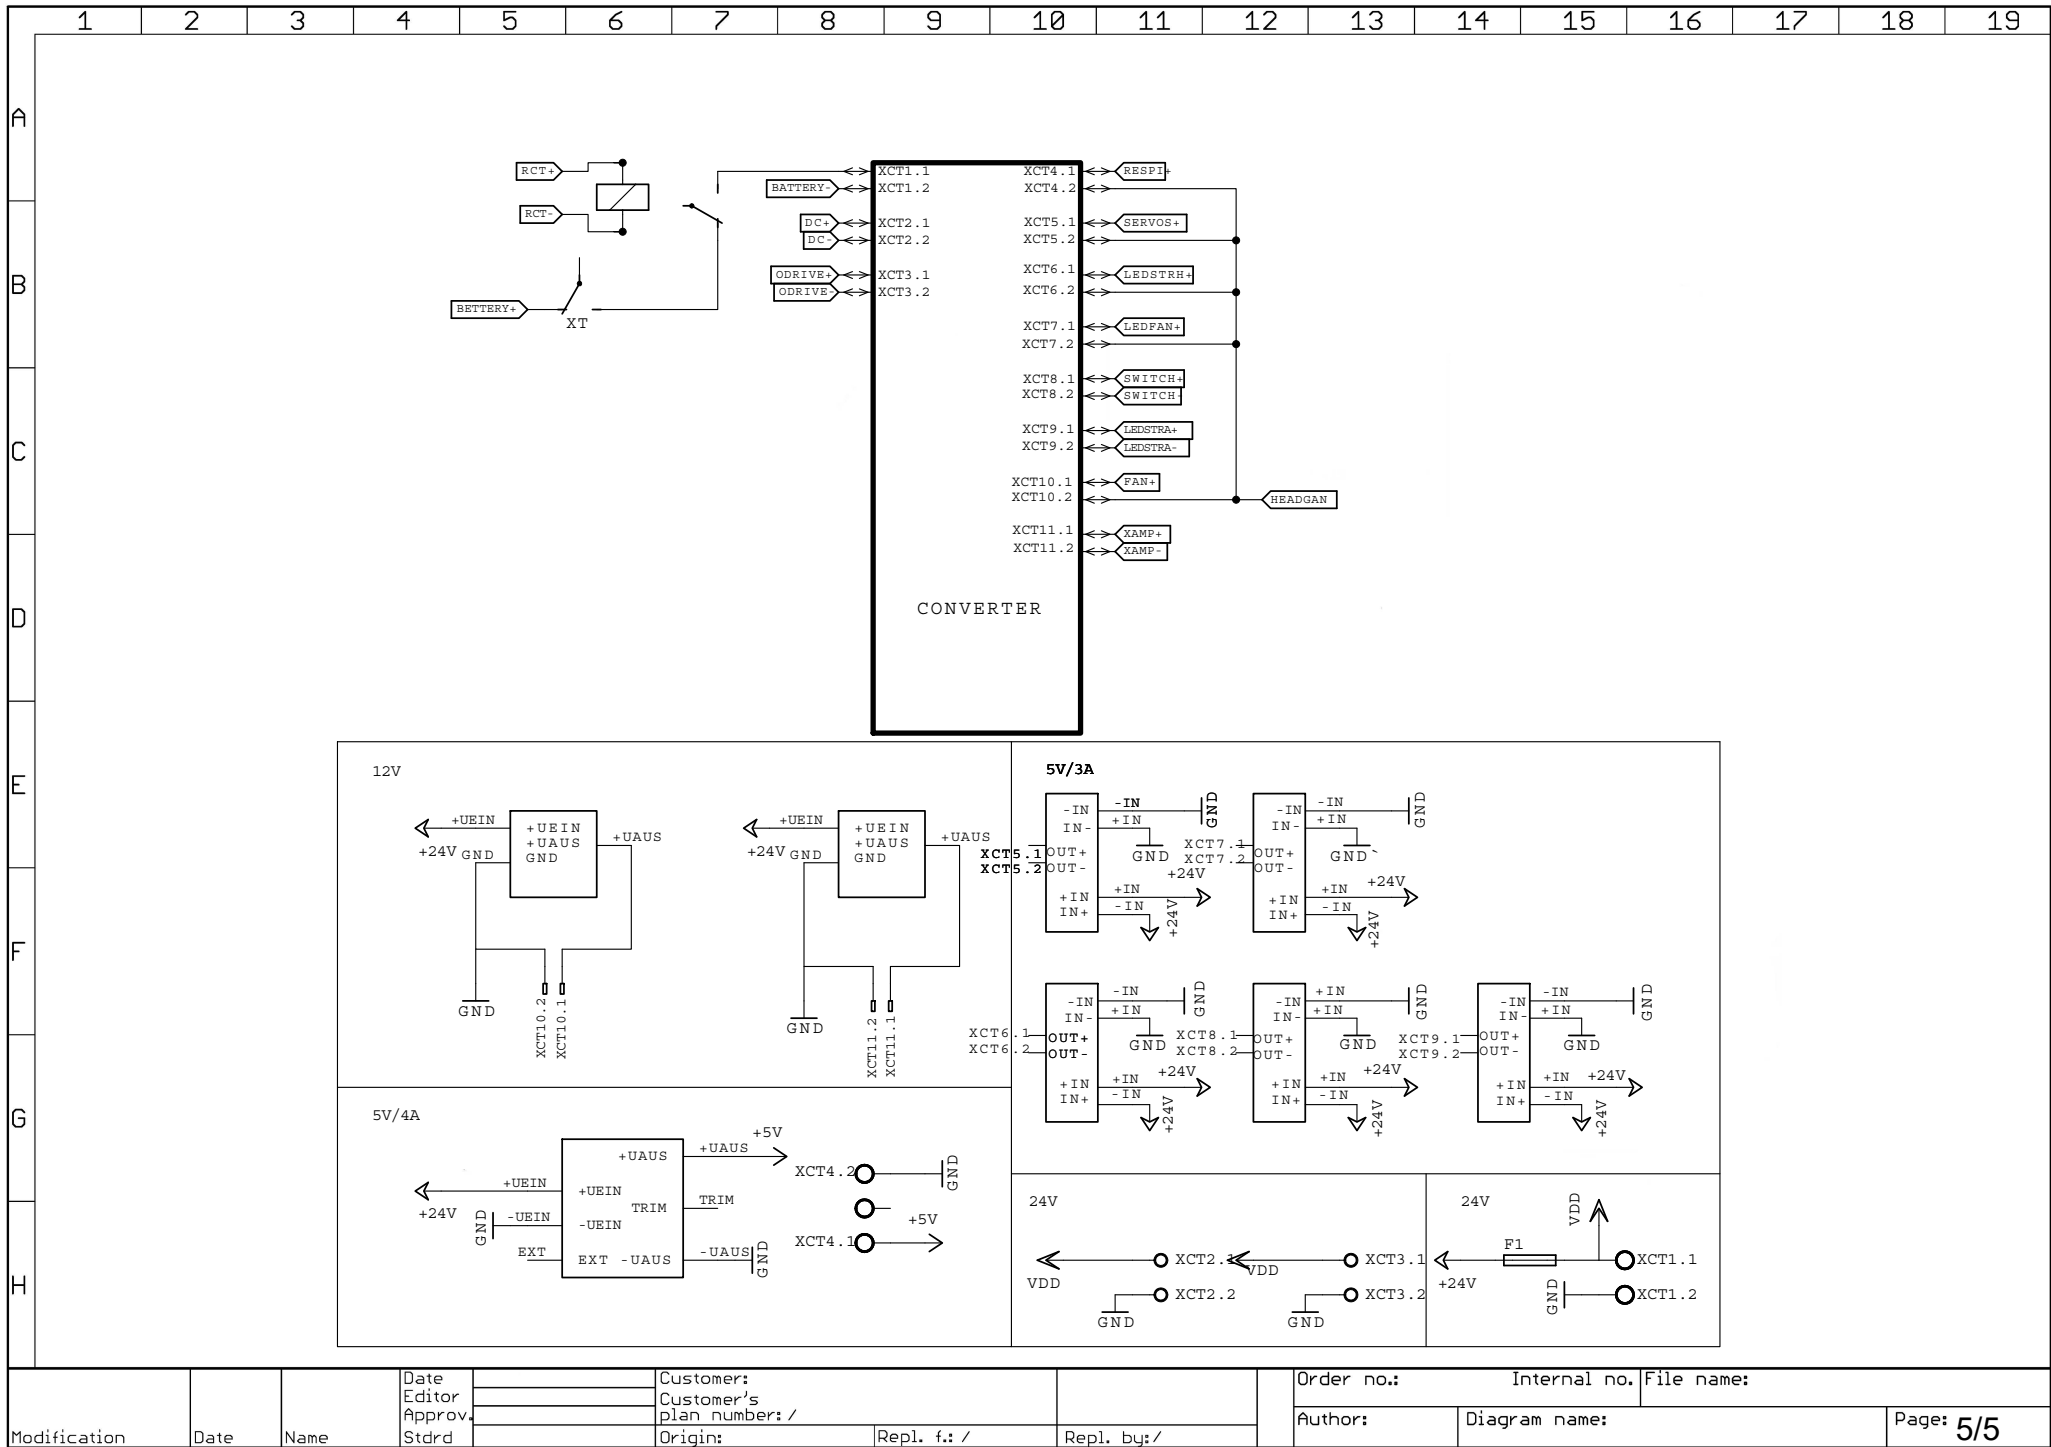 1 2 3 4 5 6 7 8 9 10 11 12 13 14 15 16 17 18 19
A
B
C
D
E
F
G
H
RCT+
RCT-
BETTERY+
XT
BATTERY-
DC+
DC-
ODRIVE+
ODRIVE-
XCT1.1
XCT1.2
XCT2.1
XCT2.2
XCT3.1
XCT3.2
XCT4.1
XCT4.2
XCT5.1
XCT5.2
XCT6.1
XCT6.2
XCT7.1
XCT7.2
XCT8.1
XCT8.2
XCT9.1
XCT9.2
XCT10.1
XCT10.2
XCT11.1
XCT11.2
CONVERTER
RESPI+
SERVOS+
LEDSTRH+
LEDFAN+
SWITCH+
SWITCH-
LEDSTRA+
LEDSTRA-
FAN+
HEADGAN
XAMP+
XAMP-
12V
+UEIN
+24V
GND
+UEIN
+UAUS
GND
+UAUS
GND
XCT10.2
XCT10.1
+UEIN
+24V
GND
+UEIN
+UAUS
GND
+UAUS
GND
XCT11.2
XCT11.1
5V/3A
-IN
IN-
OUT+
OUT-
+IN
IN+
XCT5.1
XCT5.2
-IN
+IN
GND
GND
+24V
+IN
-IN
+24V
-IN
IN-
OUT+
OUT-
+IN
IN+
XCT7.1
XCT7.2
-IN
+IN
GND
GND`
+24V
+IN
-IN
+24V
-IN
IN-
OUT+
OUT-
+IN
IN+
XCT6.1
XCT6.2
-IN
+IN
GND
GND
+24V
+IN
-IN
+24V
-IN
IN-
OUT+
OUT-
+IN
IN+
XCT8.1
XCT8.2
+IN
+IN
GND
GND
+24V
+IN
-IN
+24V
-IN
IN-
OUT+
OUT-
+IN
IN+
XCT9.1
XCT9.2
-IN
+IN
GND
GND
+24V
+IN
-IN
+24V
5V/4A
+UEIN
+24V
GND
-UEIN
EXT
+UAUS
+UEIN
TRIM
-UEIN
EXT -UAUS
+UAUS
+5V
TRIM
-UAUS
GND
XCT4.2
GND
+5V
XCT4.1
24V
VDD
XCT2.1
XCT2.2
GND
VDD
XCT3.1
XCT3.2
GND
24V
VDD
F1
+24V
XCT1.1
GND
XCT1.2
Modification
Date
Name
Date
Editor
Approv.
Stdrd
Customer:
Customer's
plan number: /
Origin:
Repl. f.: /
Repl. by: /
Order no.:
Internal no.
File name:
Author:
Diagram name:
Page: 5/5